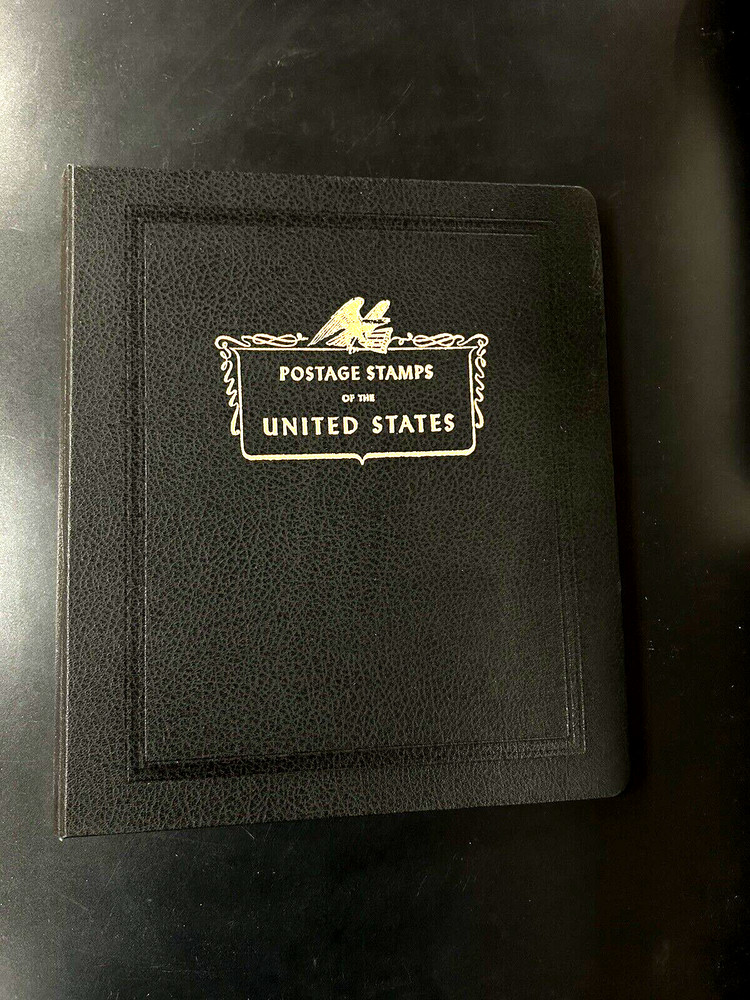 POSTAGE STAMPS
OF THE
UNITED STATES